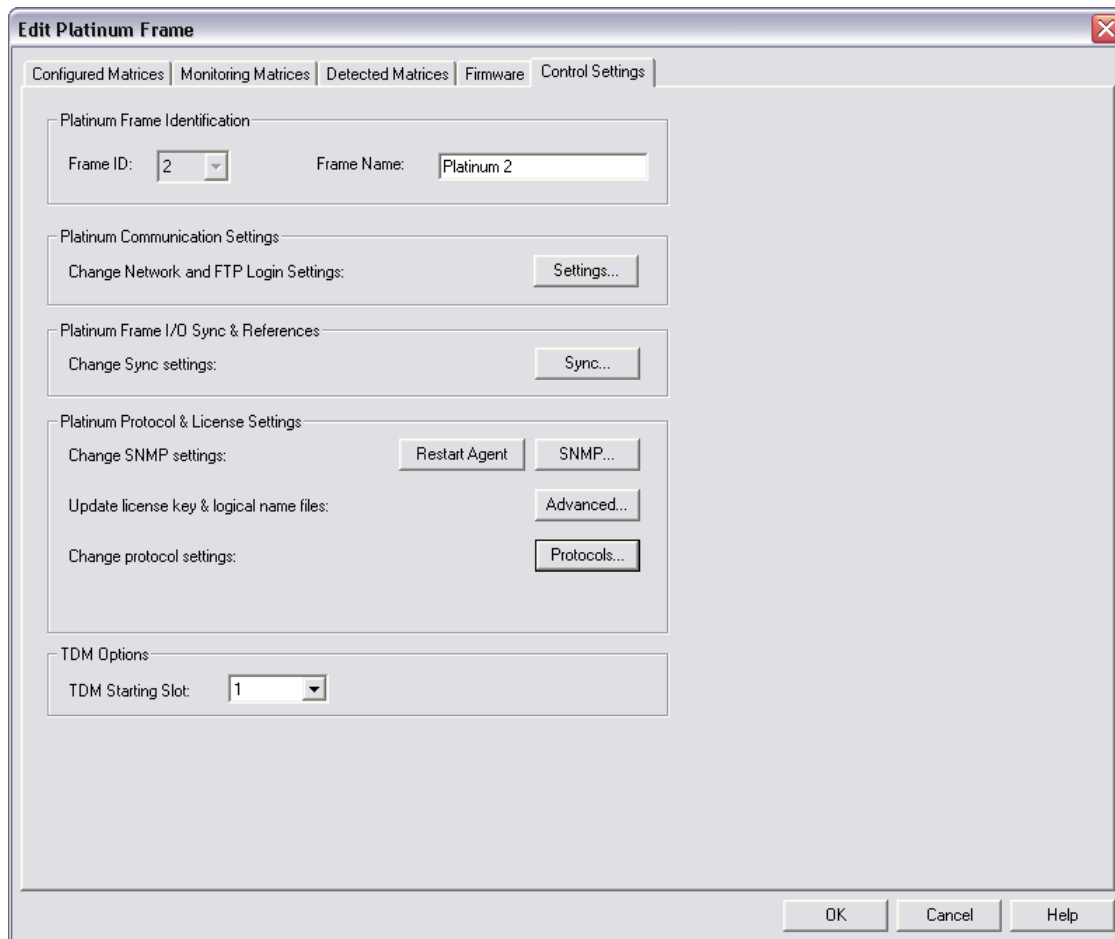 Edit Platinum Frame
Configured Matrices Monitoring Matrices Detected Matrices Firmware Control Settings
Platinum Frame Identification
Frame ID: 2 Frame Name: Platinum 2
Platinum Communication Settings
Change Network and FTP Login Settings: Settings...
Platinum Frame I/O Sync & References
Change Sync settings: Sync...
Platinum Protocol & License Settings
Change SNMP settings: Restart Agent SNMP...
Update license key & logical name files: Advanced...
Change protocol settings: Protocols...
TDM Options
TDM Starting Slot: 1
OK Cancel Help